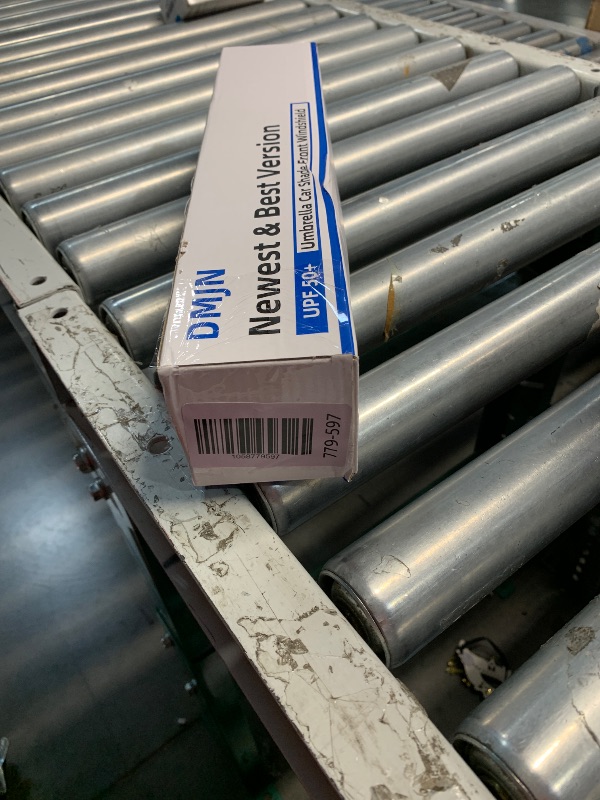 DMJN
Newest & Best Version
UPF 50+ Umbrella Car Shade Front Windshield
779-597